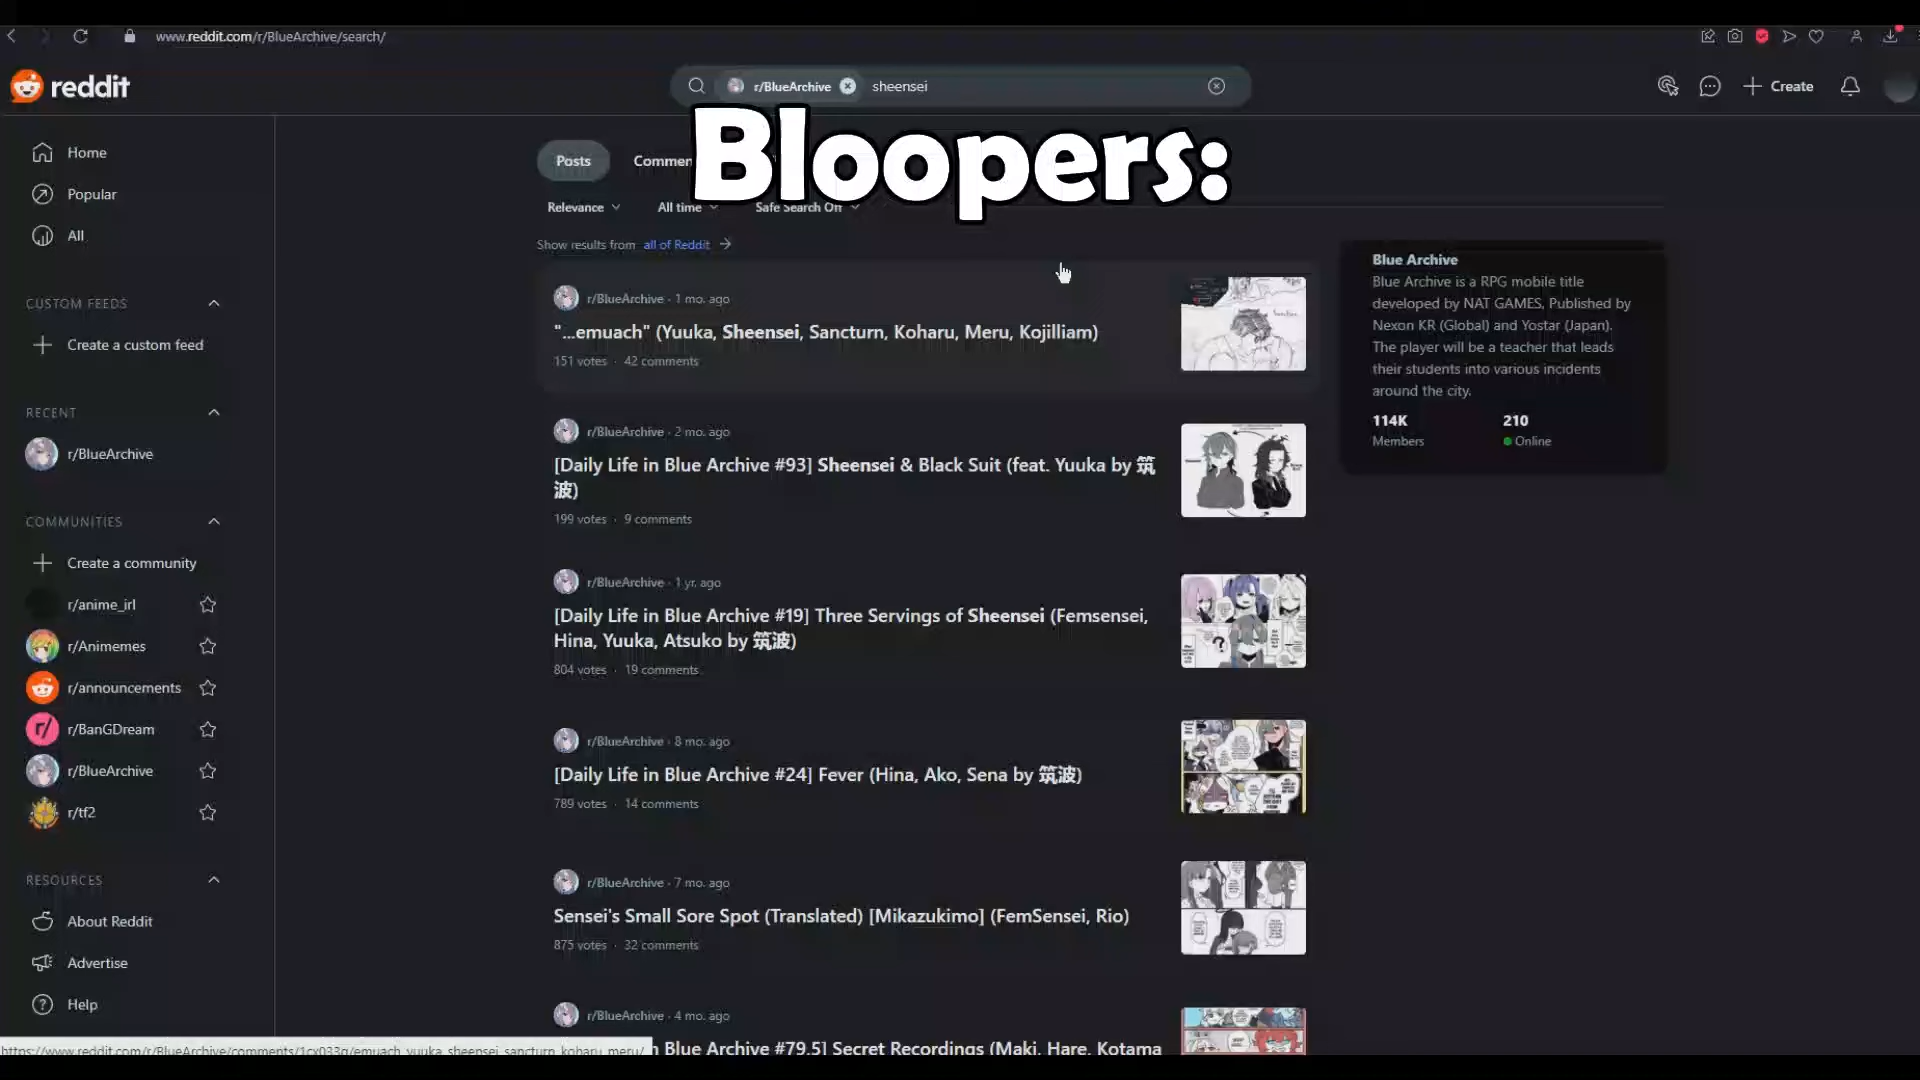 www.reddit.com/r/BlueArchive/search/
reddit
r/BlueArchive
sheensei
Create
Bloopers:
Home
Popular
All
CUSTOM FEEDS
Create a custom feed
RECENT
r/BlueArchive
COMMUNITIES
Create a community
r/anime_irl
r/Animemes
r/announcements
r/BanGDream
r/BlueArchive
r/tf2
RESOURCES
About Reddit
Advertise
Help
Posts
Relevance
All time
Safe Search Off
Show results from all of Reddit
r/BlueArchive · 1 mo. ago
"...emuach" (Yuuka, Sheensei, Sancturn, Koharu, Meru, Kojilliam)
151 votes · 42 comments
r/BlueArchive · 2 mo. ago
[Daily Life in Blue Archive #93] Sheensei & Black Suit (feat. Yuuka by 筑
波)
199 votes · 9 comments
r/BlueArchive · 1 yr. ago
[Daily Life in Blue Archive #19] Three Servings of Sheensei (Femsensei,
Hina, Yuuka, Atsuko by 筑波)
804 votes · 19 comments
r/BlueArchive · 8 mo. ago
[Daily Life in Blue Archive #24] Fever (Hina, Ako, Sena by 筑波)
789 votes · 14 comments
r/BlueArchive · 7 mo. ago
Sensei's Small Sore Spot (Translated) [Mikazukimo] (FemSensei, Rio)
875 votes · 32 comments
r/BlueArchive · 4 mo. ago
Blue Archive #79.5] Secret Recordings (Maki, Hare, Kotama
Blue Archive
Blue Archive is a RPG mobile title
developed by NAT GAMES, Published by
Nexon KR (Global) and Yostar (Japan).
The player will be a teacher that leads
their students into various incidents
around the city.
114K
Members
210
Online